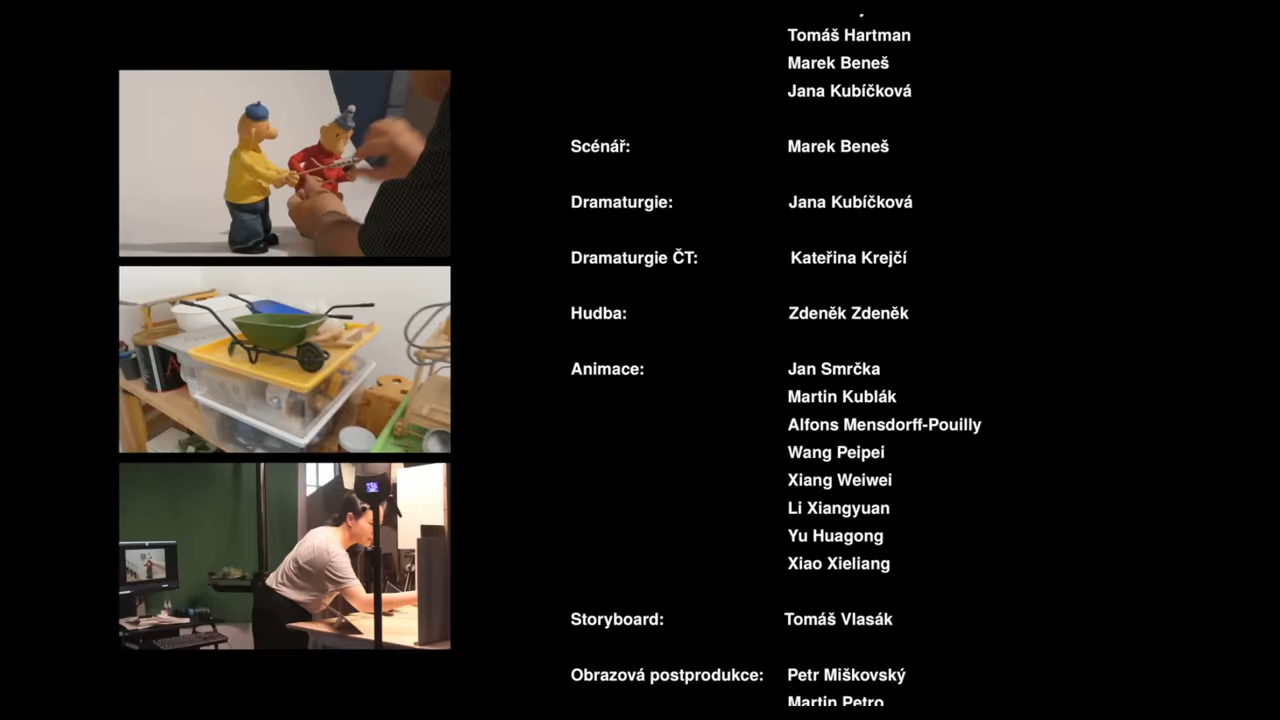 Tomáš Hartman
Marek Beneš
Jana Kubíčková
Scénář: Marek Beneš
Dramaturgie: Jana Kubíčková
Dramaturgie ČT: Kateřina Krejčí
Hudba: Zdeněk Zdeněk
Animace: Jan Smrčka
Martin Kublák
Alfons Mensdorff-Pouilly
Wang Peipei
Xiang Weiwei
Li Xiangyuan
Yu Huagong
Xiao Xieliang
Storyboard: Tomáš Vlasák
Obrazová postprodukce: Petr Miškovský
Martin Petro